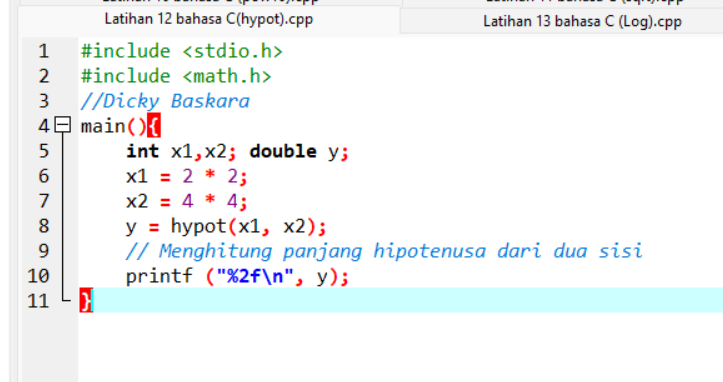 Latihan 12 bahasa C(hypot).cpp
Latihan 13 bahasa C (Log).cpp
1 #include <stdio.h>
2 #include <math.h>
3 //Dicky Baskara
4 main(){
5 int x1,x2; double y;
6 x1 = 2 * 2;
7 x2 = 4 * 4;
8 y = hypot(x1, x2);
9 // Menghitung panjang hipotenusa dari dua sisi
10 printf ("%2f\n", y);
11 }